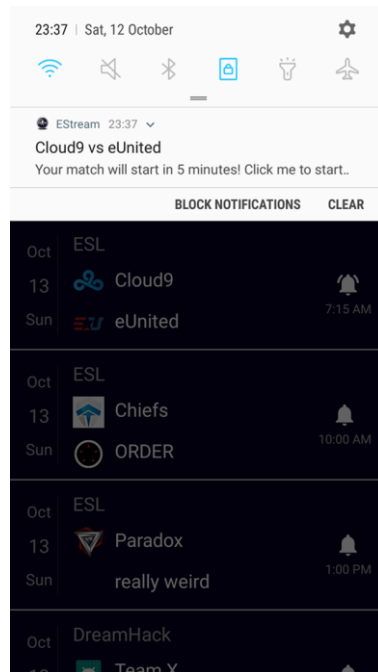 23:37 | Sat, 12 October
EStream 23:37
Cloud9 vs eUnited
Your match will start in 5 minutes! Click me to start..
BLOCK NOTIFICATIONS CLEAR
Oct
13
Sun
ESL
Cloud9
eUnited
7:15 AM
Oct
13
Sun
ESL
Chiefs
ORDER
10:00 AM
Oct
13
Sun
ESL
Paradox
really weird
1:00 PM
Oct
DreamHack
Team X